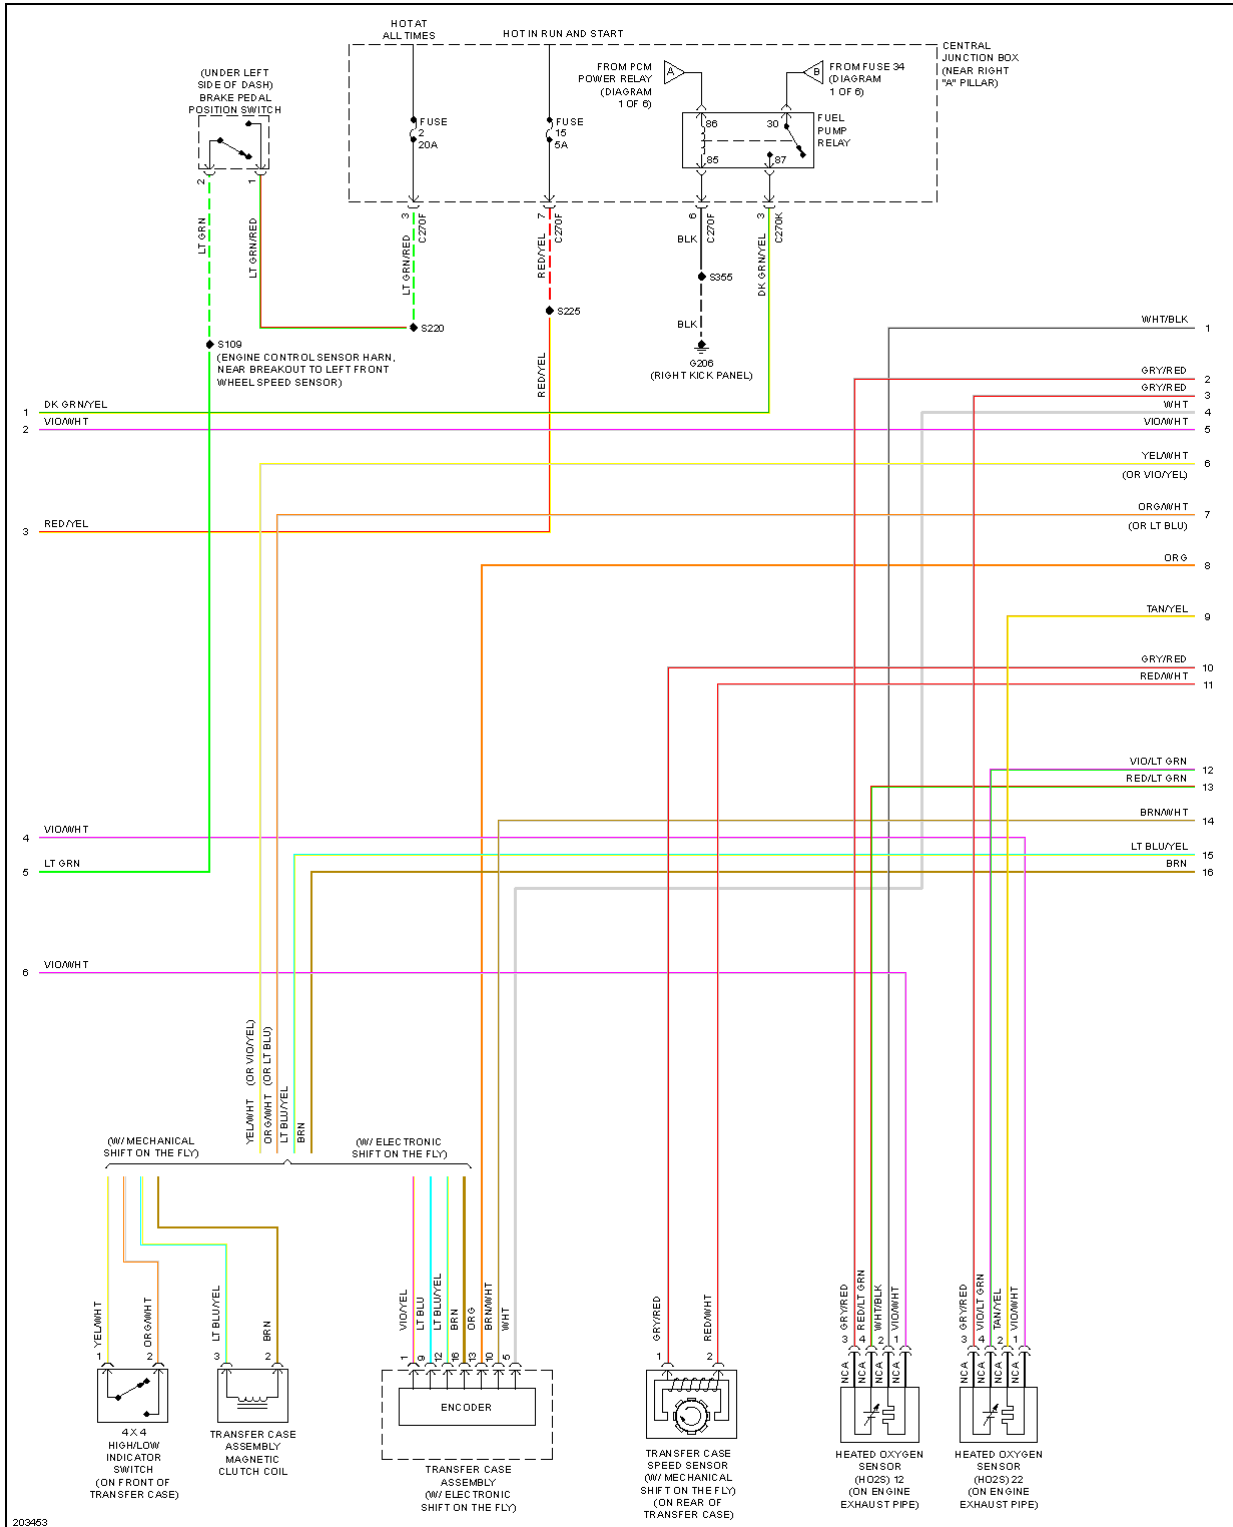 HOT AT
ALL TIMES
HOT IN RUN AND START
CENTRAL
JUNCTION BOX
(NEAR RIGHT
"A" PILLAR)
(UNDER LEFT
SIDE OF DASH)
BRAKE PEDAL
POSITION SWITCH
FROM PCM
POWER RELAY
(DIAGRAM
1 OF 6)
A
B
FROM FUSE 34
(DIAGRAM
1 OF 6)
FUSE
2
20A
FUSE
15
5A
86
30
85
87
FUEL
PUMP
RELAY
2
1
3
C270F
7
C270F
6
C270F
3
C270K
LT GRN
LT GRN/RED
LT GRN/RED
RED/YEL
BLK
DK GRN/YEL
S355
S220
S225
BLK
S109
(ENGINE CONTROL SENSOR HARN,
NEAR BREAKOUT TO LEFT FRONT
WHEEL SPEED SENSOR)
G206
(RIGHT KICK PANEL)
RED/YEL
1 DK GRN/YEL
2 VIO/WHT
3 RED/YEL
4 VIO/WHT
5 LT GRN
6 VIO/WHT
WHT/BLK 1
GRY/RED 2
GRY/RED 3
WHT 4
VIO/WHT 5
YEL/WHT 6
(OR VIO/YEL)
ORG/WHT 7
(OR LT BLU)
ORG 8
TAN/YEL 9
GRY/RED 10
RED/WHT 11
VIO/LT GRN 12
RED/LT GRN 13
BRN/WHT 14
LT BLU/YEL 15
BRN 16
YEL/WHT (OR VIO/YEL)
ORG/WHT (OR LT BLU)
LT BLU/YEL
BRN
(W/ MECHANICAL
SHIFT ON THE FLY)
(W/ ELECTRONIC
SHIFT ON THE FLY)
YEL/WHT
ORG/WHT
LT BLU/YEL
BRN
VIO/YEL
LT BLU
LT BLU/YEL
BRN
ORG
BRN/WHT
WHT
GRY/RED
RED/WHT
GRY/RED
RED/LT GRN
WHT/BLK
VIO/WHT
GRY/RED
VIO/LT GRN
TAN/YEL
VIO/WHT
1
2
3
2
1
9
12
16
13
10
5
1
2
3
4
2
1
3
4
2
1
NCA
NCA
NCA
NCA
NCA
NCA
NCA
NCA
ENCODER
4 X 4
HIGH/LOW
INDICATOR
SWITCH
(ON FRONT OF
TRANSFER CASE)
TRANSFER CASE
ASSEMBLY
MAGNETIC
CLUTCH COIL
TRANSFER CASE
ASSEMBLY
(W/ ELECTRONIC
SHIFT ON THE FLY)
TRANSFER CASE
SPEED SENSOR
(W/ MECHANICAL
SHIFT ON THE FLY)
(ON REAR OF
TRANSFER CASE)
HEATED OXYGEN
SENSOR
(HO2S) 12
(ON ENGINE
EXHAUST PIPE)
HEATED OXYGEN
SENSOR
(HO2S) 22
(ON ENGINE
EXHAUST PIPE)
203453